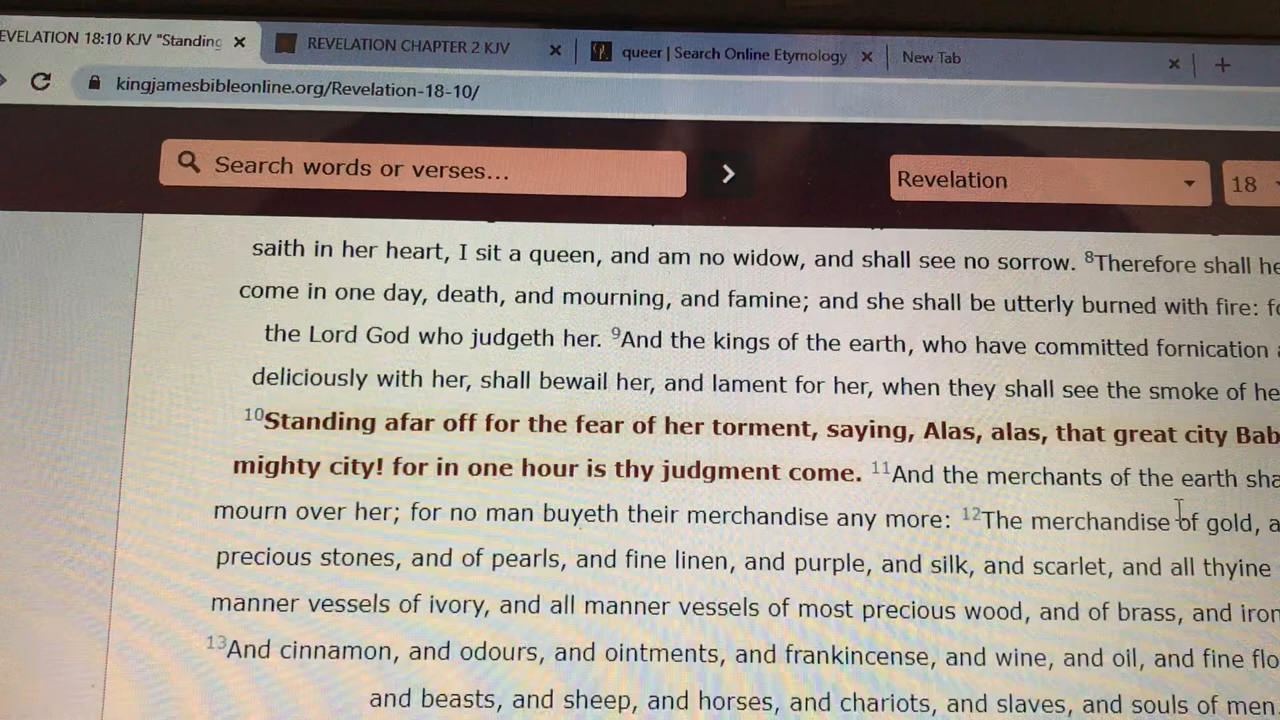 EVELATION 18:10 KJV "Standing
REVELATION CHAPTER 2 KJV
queer | Search Online Etymology
New Tab
kingjamesbibleonline.org/Revelation-18-10/
Search words or verses...
Revelation
18
saith in her heart, I sit a queen, and am no widow, and shall see no sorrow. 8Therefore shall he
come in one day, death, and mourning, and famine; and she shall be utterly burned with fire: fo
the Lord God who judgeth her. 9And the kings of the earth, who have committed fornication
deliciously with her, shall bewail her, and lament for her, when they shall see the smoke of he
10Standing afar off for the fear of her torment, saying, Alas, alas, that great city Bab
mighty city! for in one hour is thy judgment come. 11And the merchants of the earth sha
mourn over her; for no man buyeth their merchandise any more: 12The merchandise of gold, a
precious stones, and of pearls, and fine linen, and purple, and silk, and scarlet, and all thyine
manner vessels of ivory, and all manner vessels of most precious wood, and of brass, and iron
13And cinnamon, and odours, and ointments, and frankincense, and wine, and oil, and fine flo
and beasts, and sheep, and horses, and chariots, and slaves, and souls of men